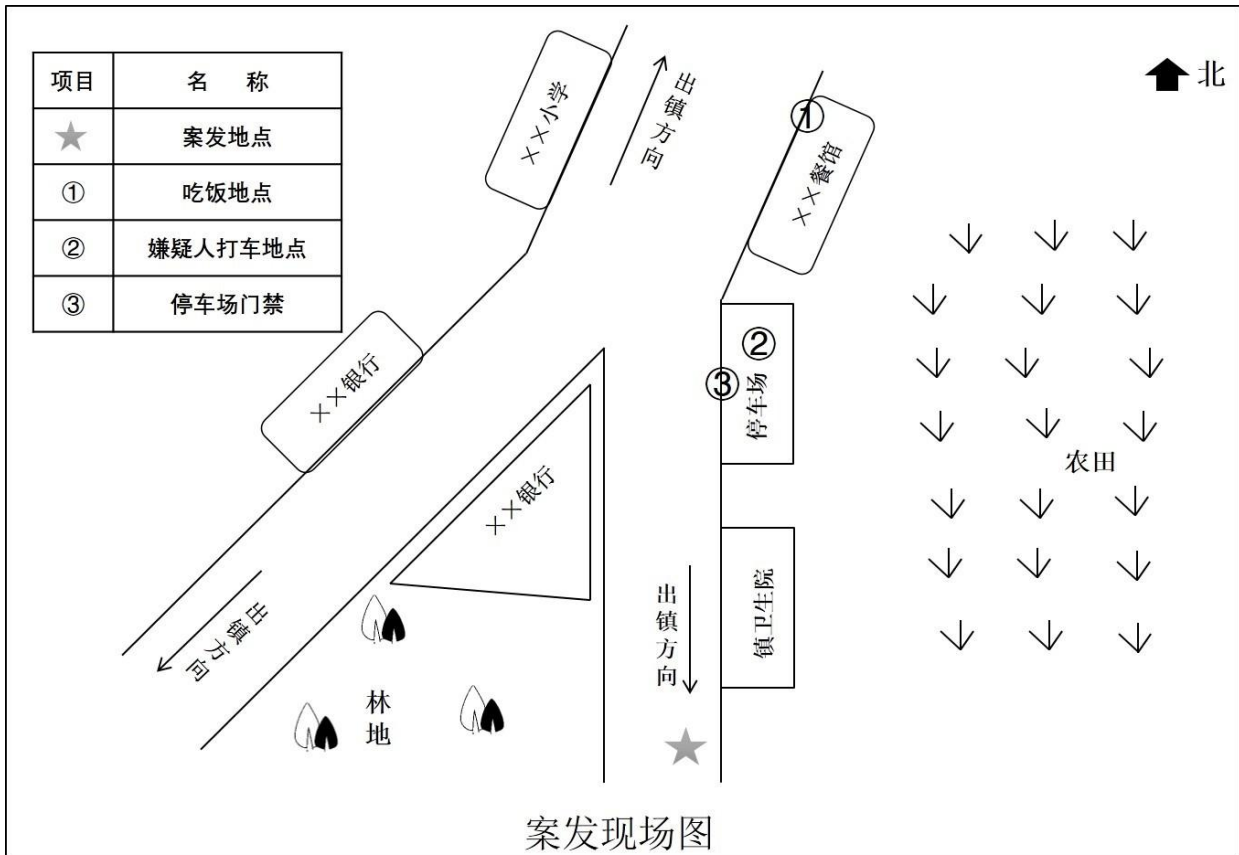 项目 名 称
案发地点
① 吃饭地点
② 嫌疑人打车地点
③ 停车场门禁
××小学
出镇方向
北
①
××餐馆
②
③
停车场
××银行
××银行
农田
出镇方向
出镇方向
镇卫生院
林地
案发现场图